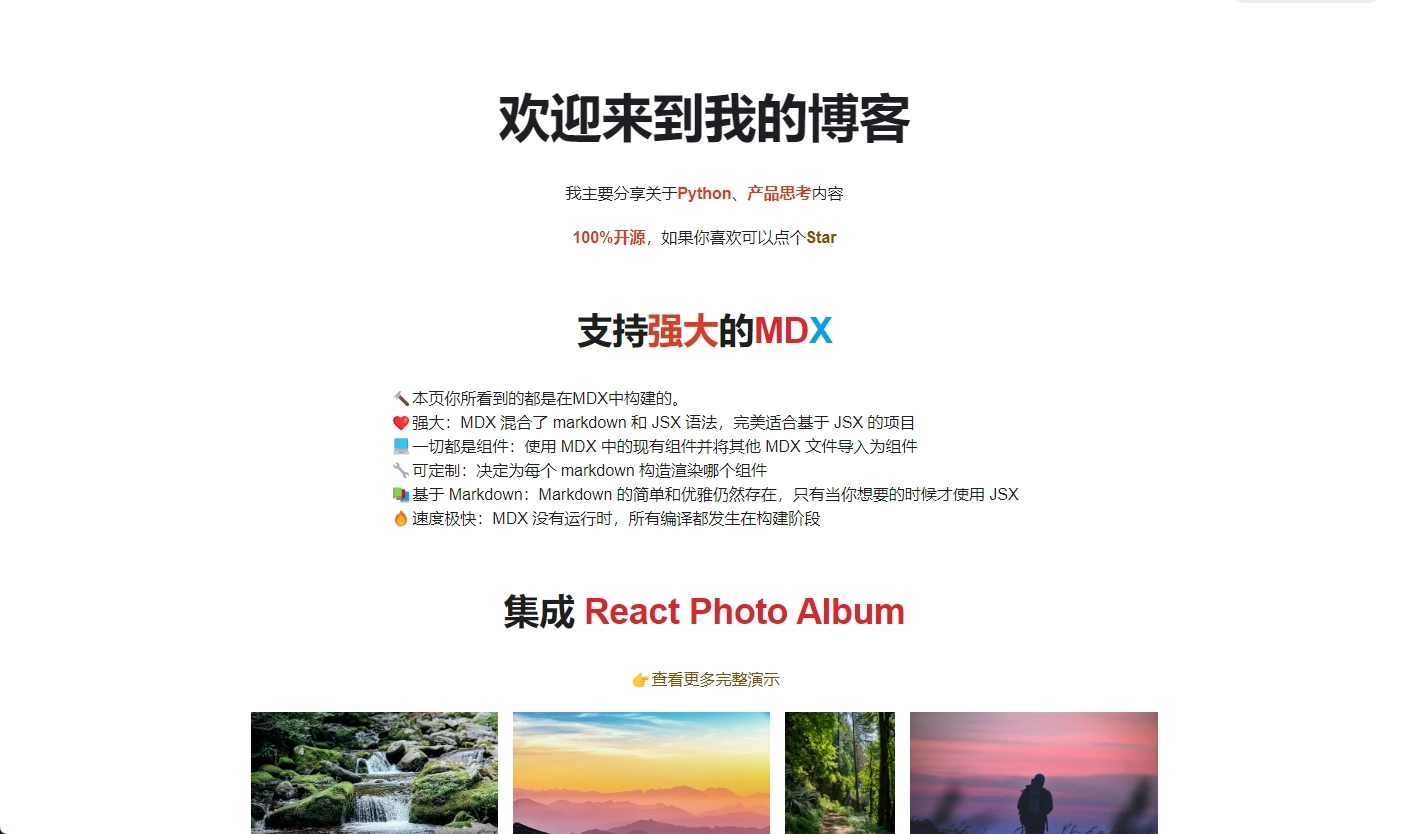 欢迎来到我的博客
我主要分享关于Python、产品思考内容
100%开源，如果你喜欢可以点个Star
支持强大的MDX
🔨本页你所看到的都是在MDX中构建的。
❤️强大：MDX 混合了 markdown 和 JSX 语法，完美适合基于 JSX 的项目
💻一切都是组件：使用 MDX 中的现有组件并将其他 MDX 文件导入为组件
🔧可定制：决定为每个 markdown 构造渲染哪个组件
📚基于 Markdown：Markdown 的简单和优雅仍然存在，只有当你想要的时候才使用 JSX
🔥速度极快：MDX 没有运行时，所有编译都发生在构建阶段
集成 React Photo Album
👉查看更多完整演示